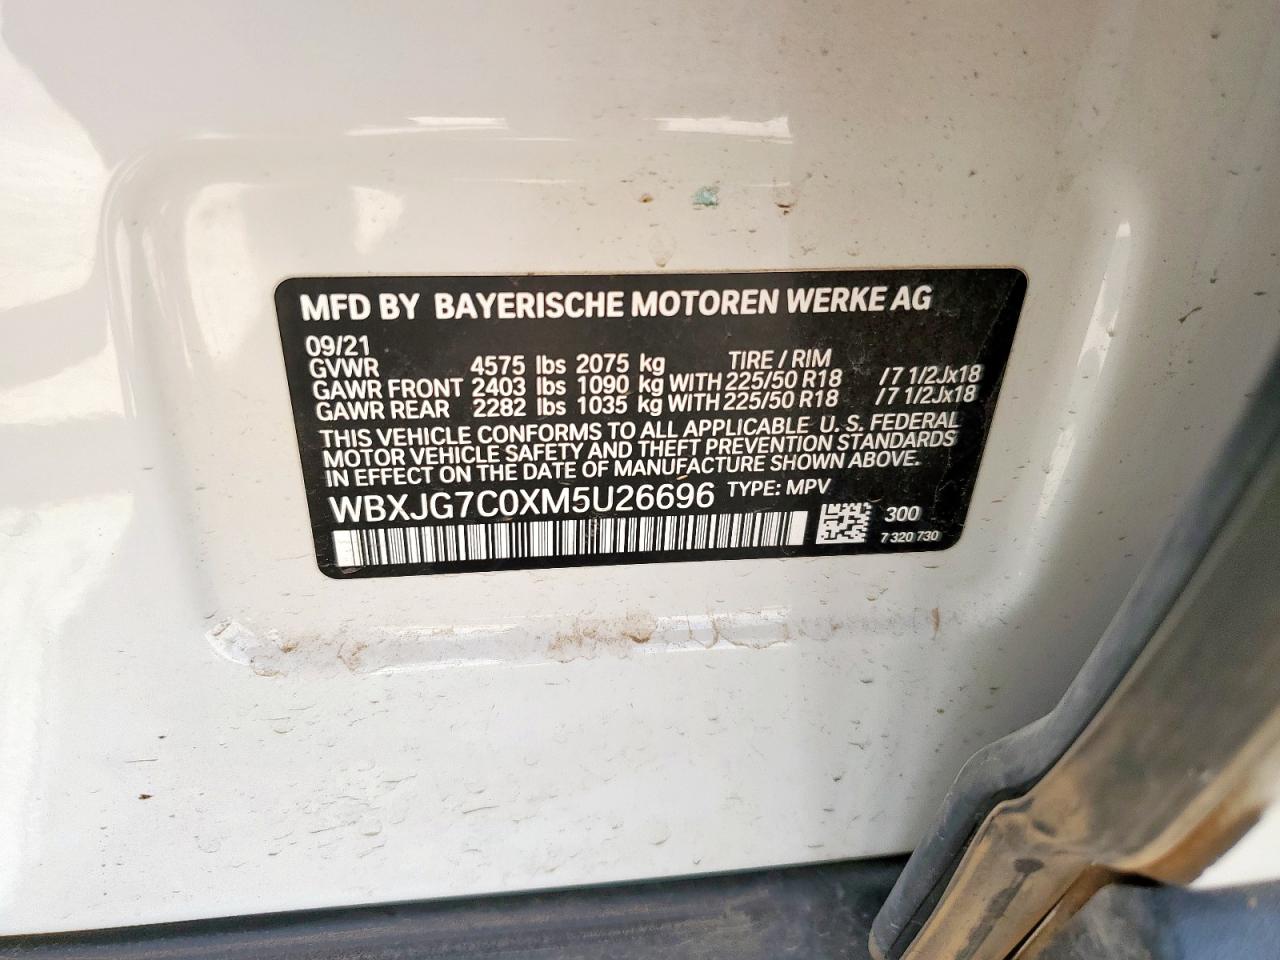 MFD BY BAYERISCHE MOTOREN WERKE AG
09/21
GVWR 4575 lbs 2075 kg TIRE / RIM
GAWR FRONT 2403 lbs 1090 kg WITH 225/50 R18 /7 1/2Jx18
GAWR REAR 2282 lbs 1035 kg WITH 225/50 R18 /7 1/2Jx18
THIS VEHICLE CONFORMS TO ALL APPLICABLE U. S. FEDERAL
MOTOR VEHICLE SAFETY AND THEFT PREVENTION STANDARDS
IN EFFECT ON THE DATE OF MANUFACTURE SHOWN ABOVE.
WBXJG7C0XM5U26696 TYPE: MPV
300
7 320 730